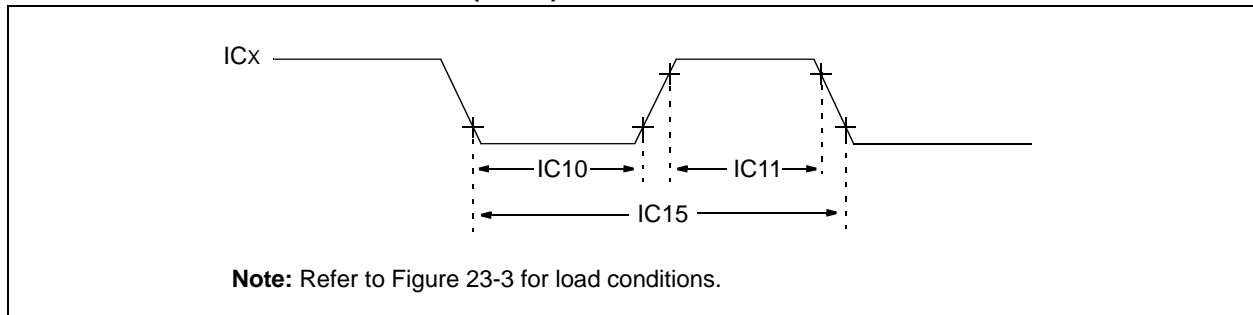 ICX
IC10
IC11
IC15
Note: Refer to Figure 23-3 for load conditions.